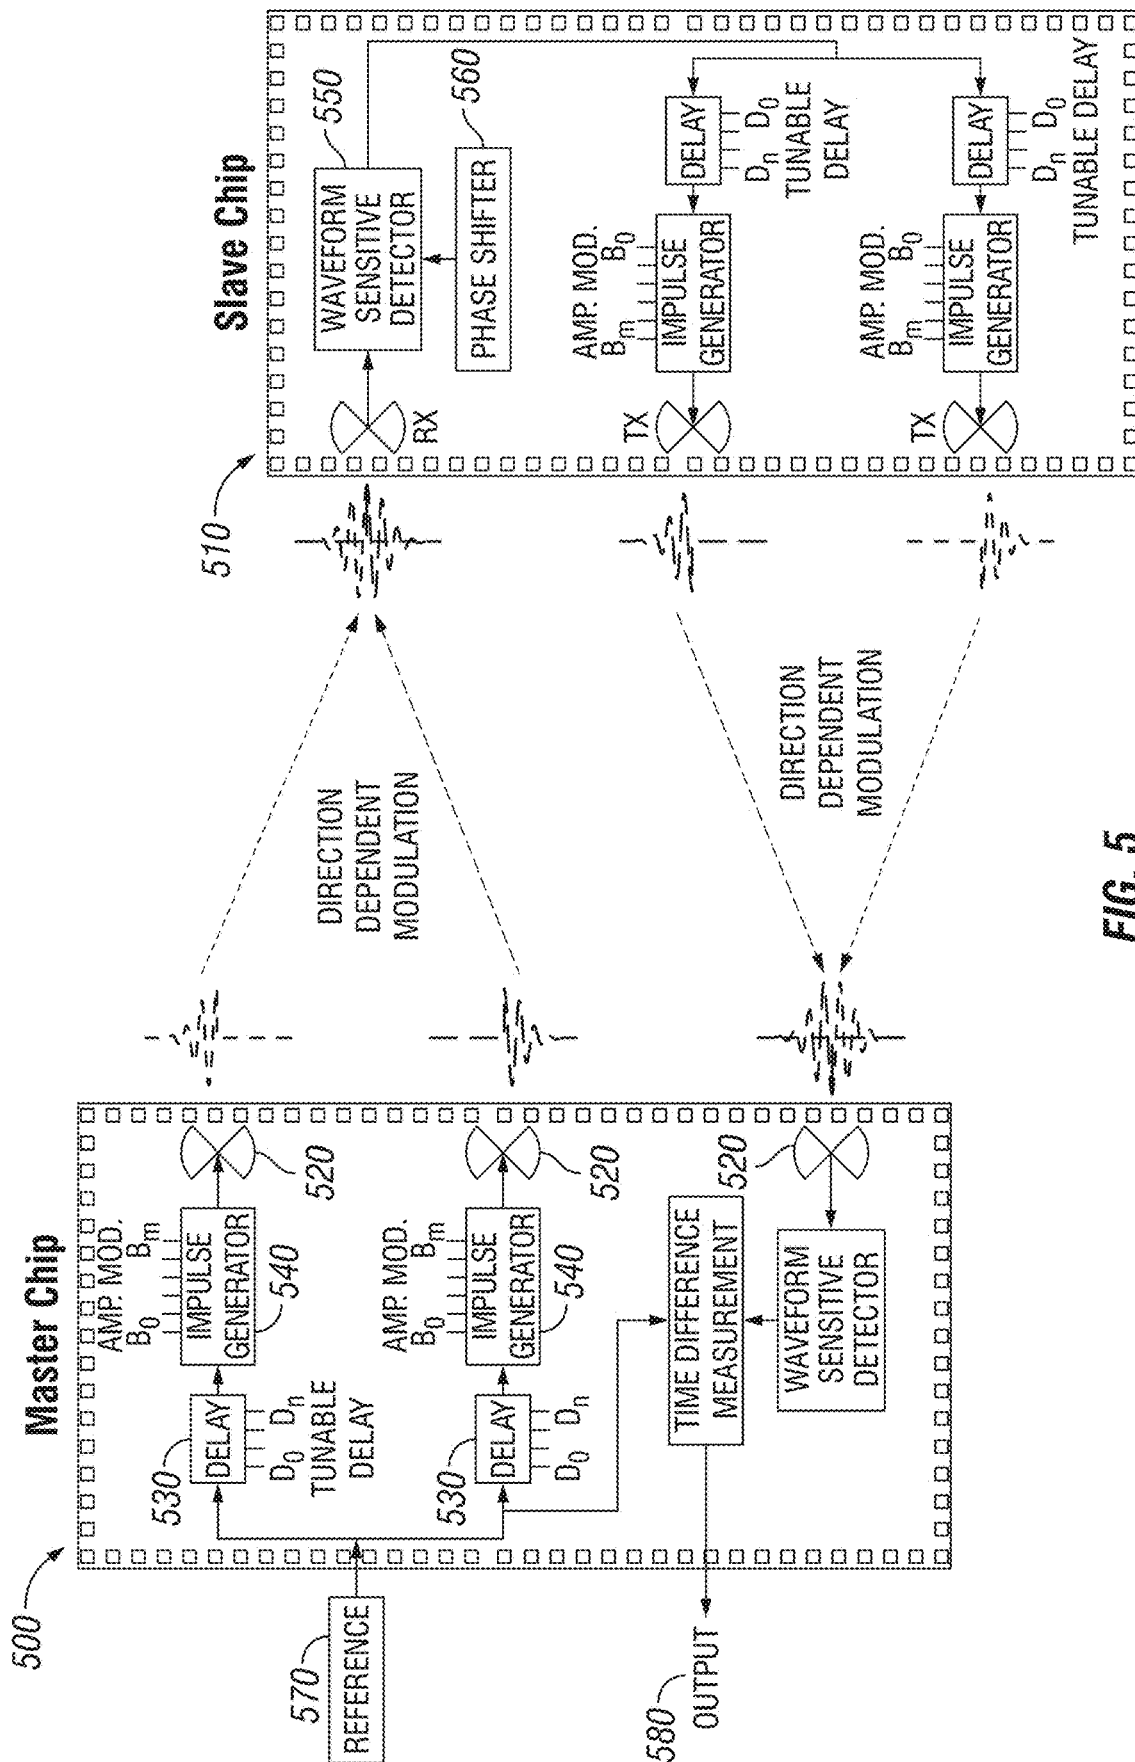 Master Chip
500
570
REFERENCE
580
OUTPUT
530
DELAY
D0 Dn
TUNABLE
DELAY
AMP. MOD.
B0 Bm
IMPULSE
GENERATOR
540
520
530
DELAY
D0 Dn
AMP. MOD.
B0 Bm
IMPULSE
GENERATOR
540
520
TIME DIFFERENCE
MEASUREMENT
WAVEFORM
SENSITIVE
DETECTOR
520
DIRECTION
DEPENDENT
MODULATION
DIRECTION
DEPENDENT
MODULATION
Slave Chip
510
RX
WAVEFORM
SENSITIVE
DETECTOR
550
PHASE SHIFTER
560
TX
AMP. MOD.
Bm B0
IMPULSE
GENERATOR
DELAY
Dn D0
TUNABLE
DELAY
TX
AMP. MOD.
Bm B0
IMPULSE
GENERATOR
DELAY
Dn D0
TUNABLE DELAY
FIG. 5